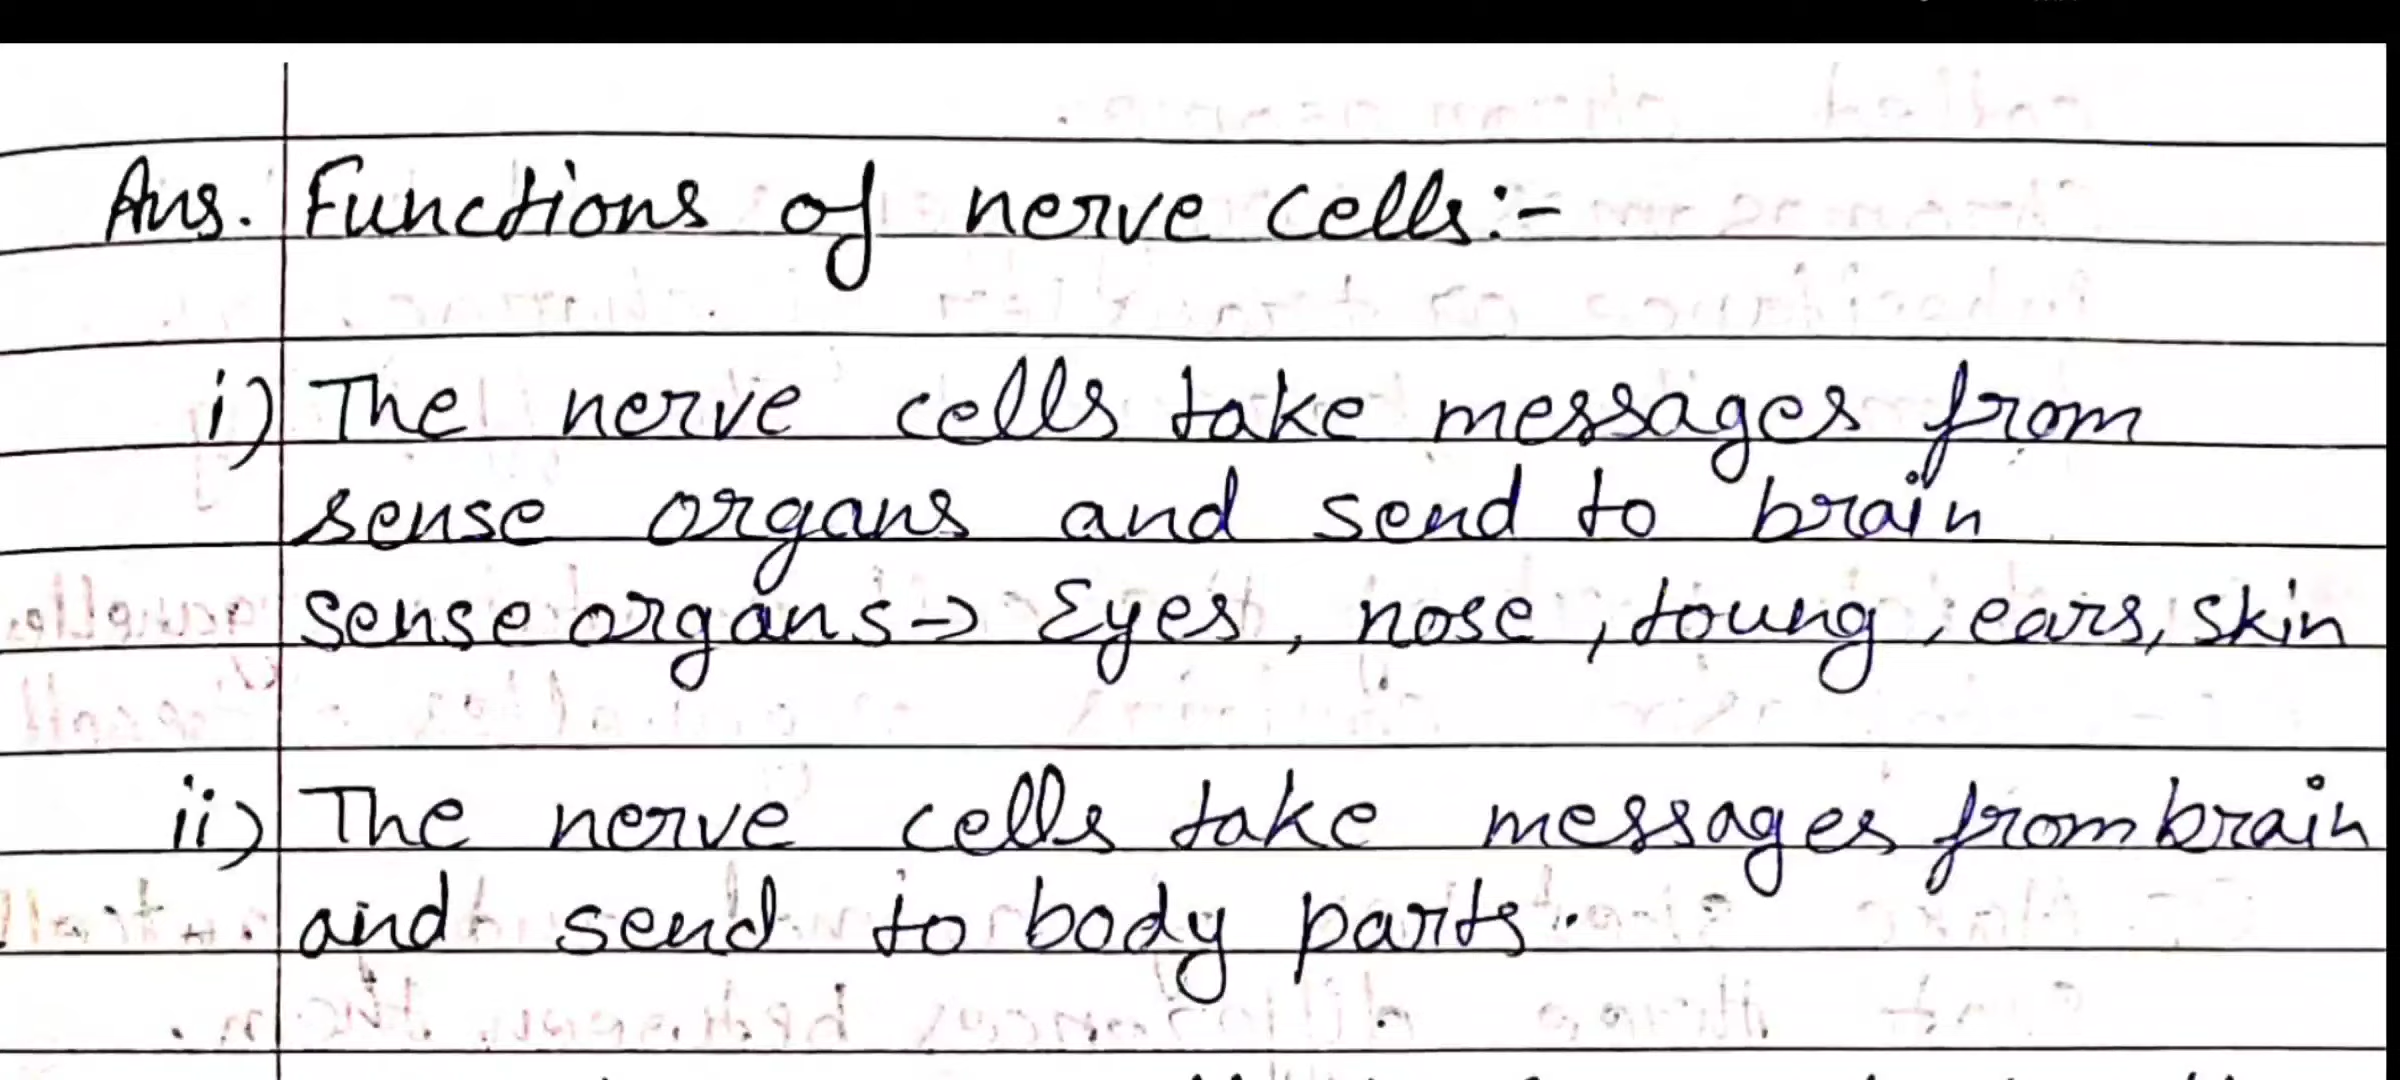 Ans. Functions of nerve cells:-
i) The nerve cells take messages from
sense organs and send to brain
sense organs-> Eyes, nose, toung, ears, skin
ii) The nerve cells take messages from brain
and send to body parts.